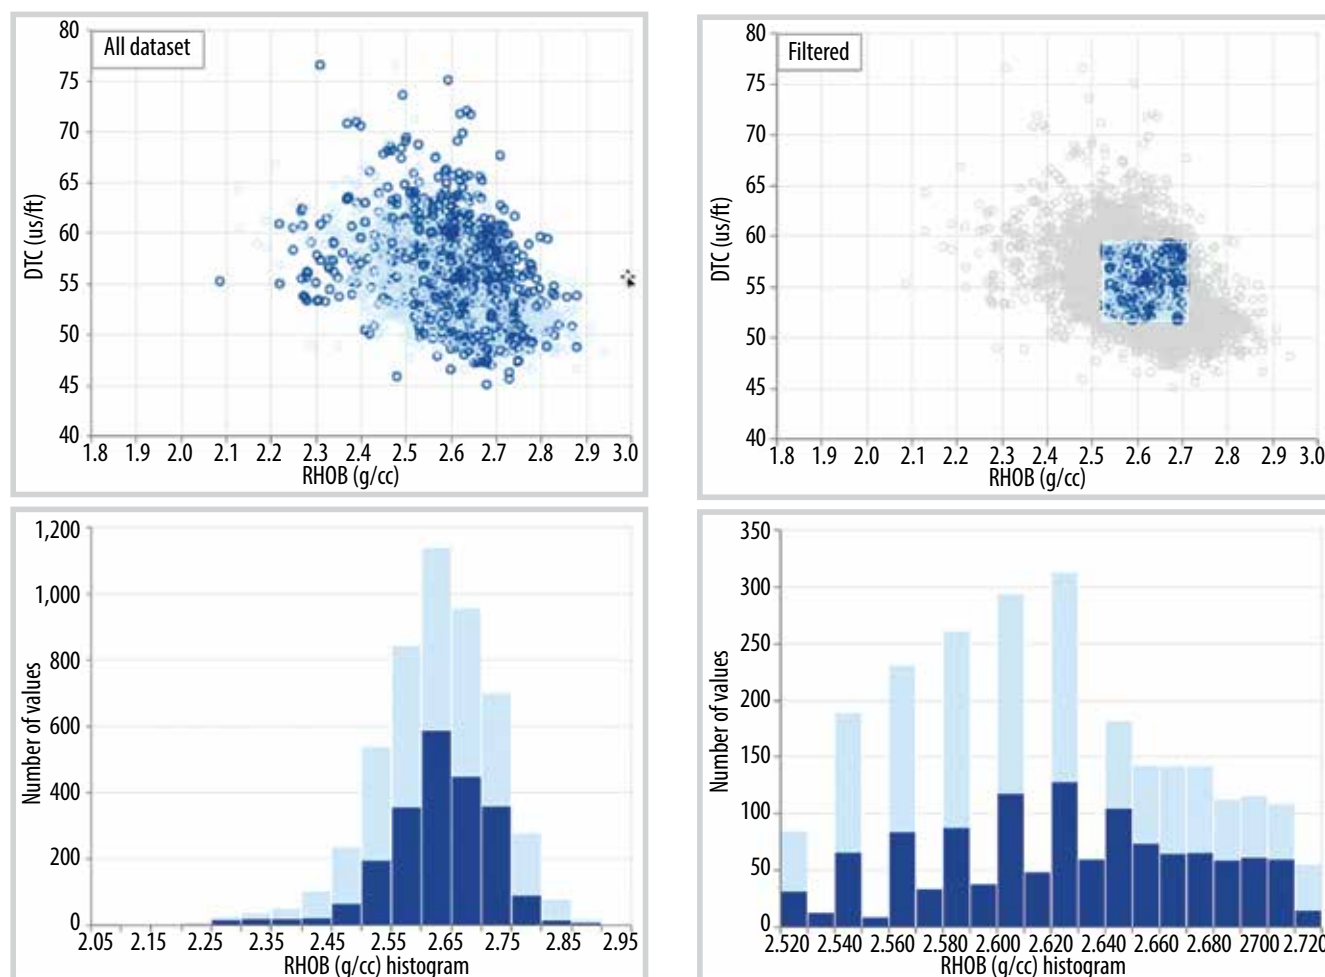 All dataset
80
75
70
65
60
55
50
45
40
DTC (us/ft)
1.8 1.9 2.0 2.1 2.2 2.3 2.4 2.5 2.6 2.7 2.8 2.9 3.0
RHOB (g/cc)
Filtered
80
75
70
65
60
55
50
45
40
DTC (us/ft)
1.8 1.9 2.0 2.1 2.2 2.3 2.4 2.5 2.6 2.7 2.8 2.9 3.0
RHOB (g/cc)
1,200
1,000
800
600
400
200
0
Number of values
2.05 2.15 2.25 2.35 2.45 2.55 2.65 2.75 2.85 2.95
RHOB (g/cc) histogram
350
300
250
200
150
100
50
0
Number of values
2.520 2.540 2.560 2.580 2.600 2.620 2.640 2.660 2.680 2.700 2.720
RHOB (g/cc) histogram